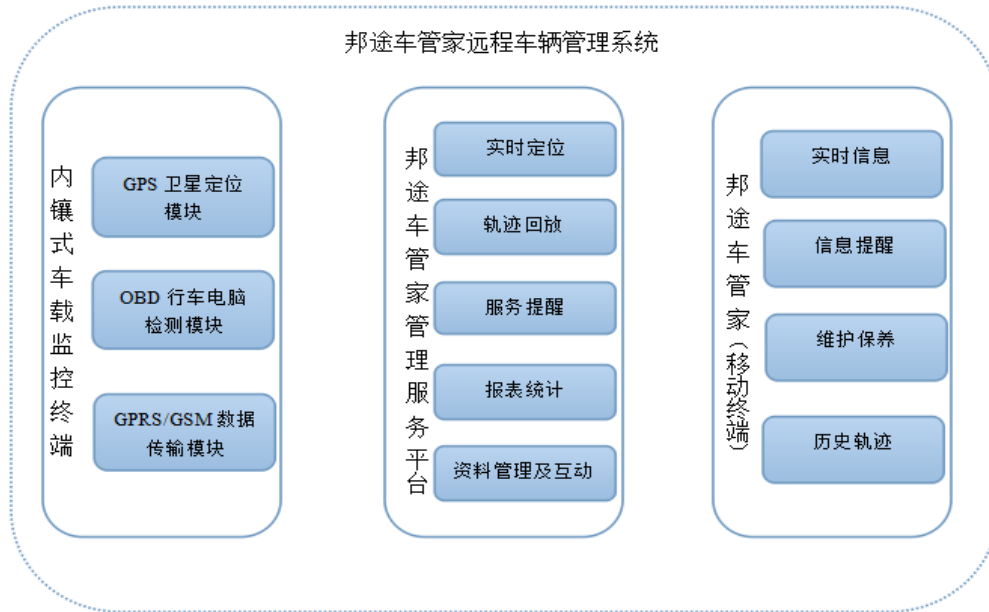 邦途车管家远程车辆管理系统
内镶式车载监控终端
GPS 卫星定位
模块
OBD 行车电脑
检测模块
GPRS/GSM 数据
传输模块
邦途车管家管理服务平台
实时定位
轨迹回放
服务提醒
报表统计
资料管理及互动
邦途车管家（移动终端）
实时信息
信息提醒
维护保养
历史轨迹